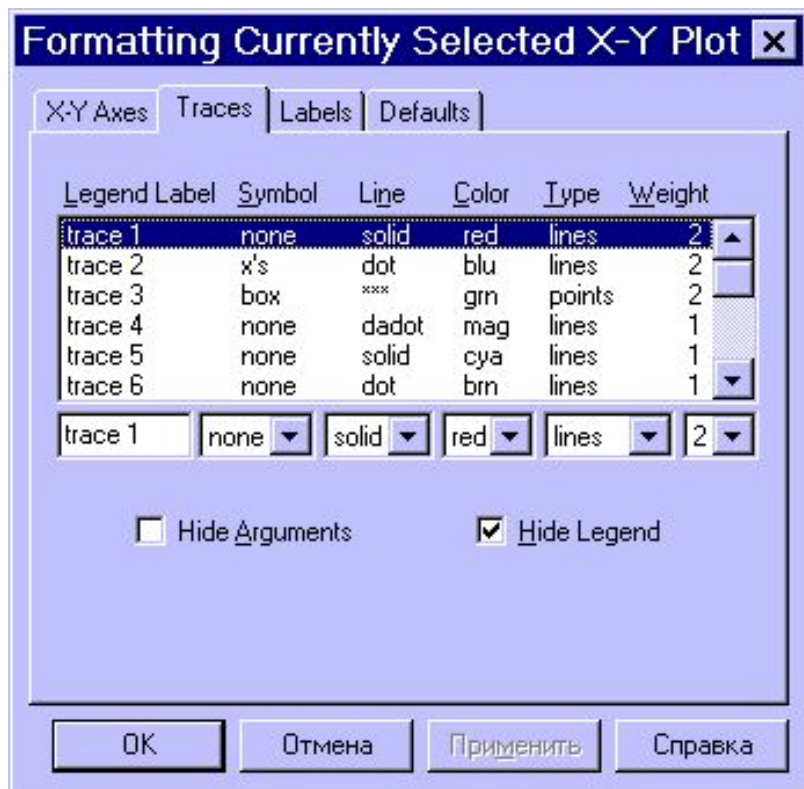 Formatting Currently Selected X-Y Plot
X-Y Axes Traces Labels Defaults
Legend Label Symbol Line Color Type Weight
trace 1 none solid red lines 2
trace 2 x's dot blu lines 2
trace 3 box *** grn points 2
trace 4 none dadot mag lines 1
trace 5 none solid cya lines 1
trace 6 none dot brn lines 1
trace 1 none solid red lines 2
Hide Arguments Hide Legend
OK Отмена Применить Справка